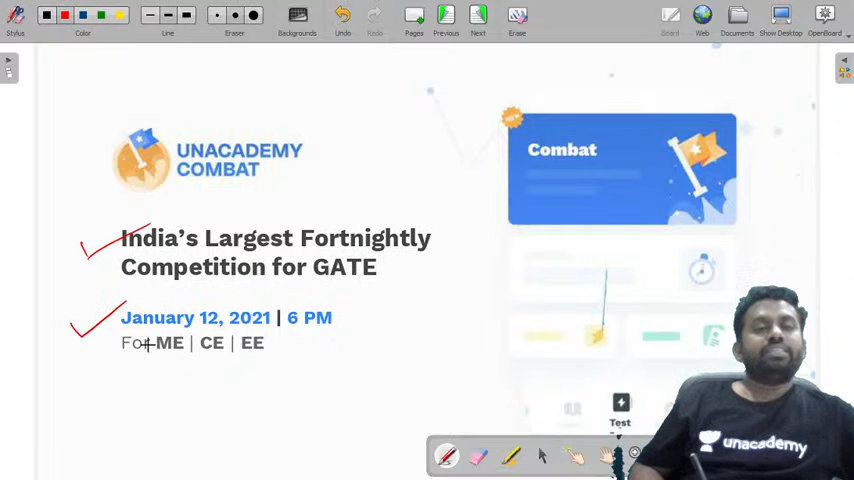 Stylus
Color
Line
Eraser
Backgrounds
Undo
Redo
Pages
Previous
Next
Erase
Board
Web
Documents
Show Desktop
OpenBoard
UNACADEMY
COMBAT
NEW
Combat
India's Largest Fortnightly
Competition for GATE
January 12, 2021 | 6 PM
For ME | CE | EE
Test
unacademy